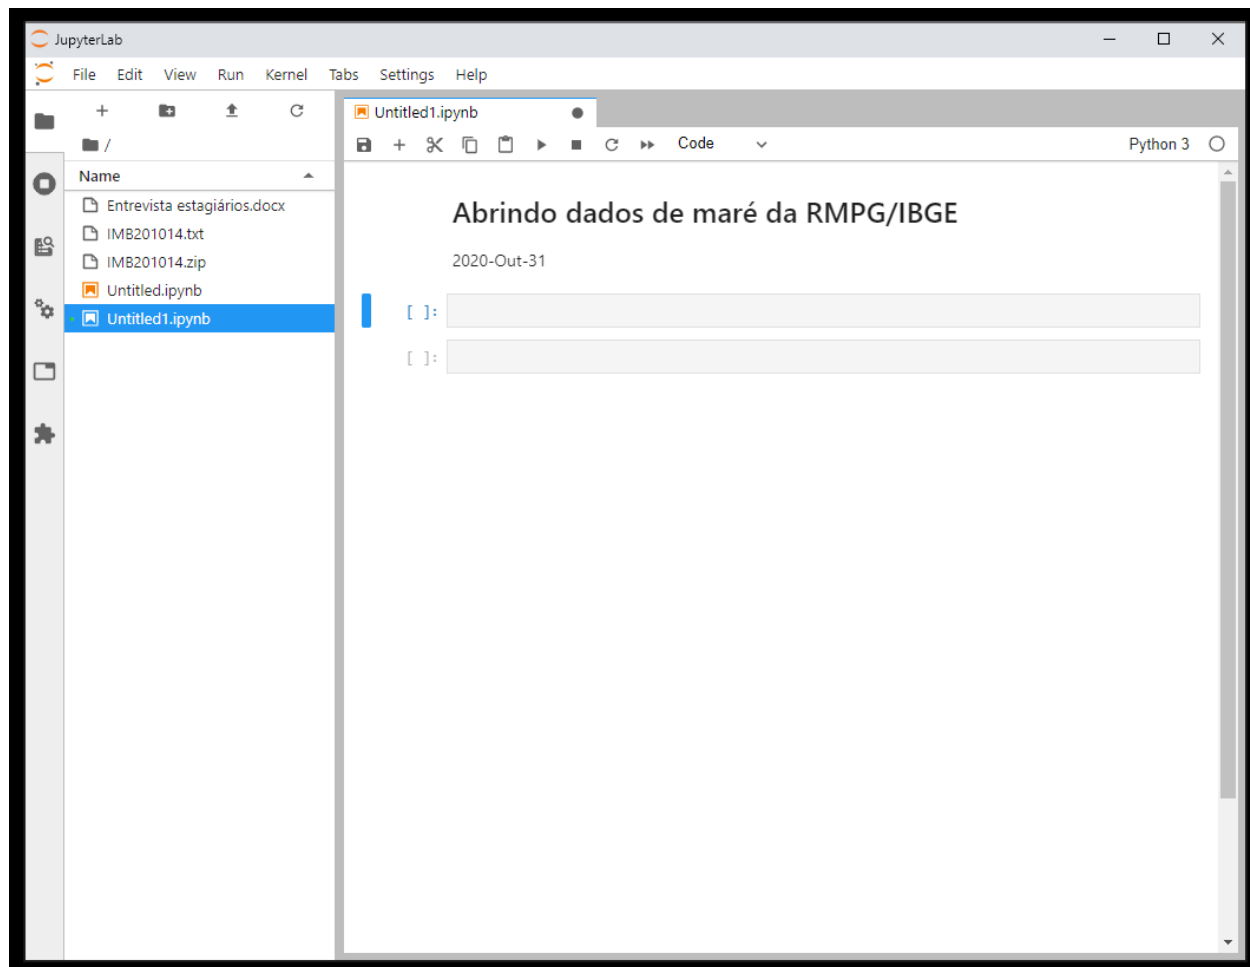 JupyterLab
File Edit View Run Kernel Tabs Settings Help
Untitled1.ipynb
/
Code
Python 3
Name
Entrevista estagiários.docx
IMB201014.txt
IMB201014.zip
Untitled.ipynb
Untitled1.ipynb
Abrindo dados de maré da RMPG/IBGE
2020-Out-31
[ ]:
[ ]: